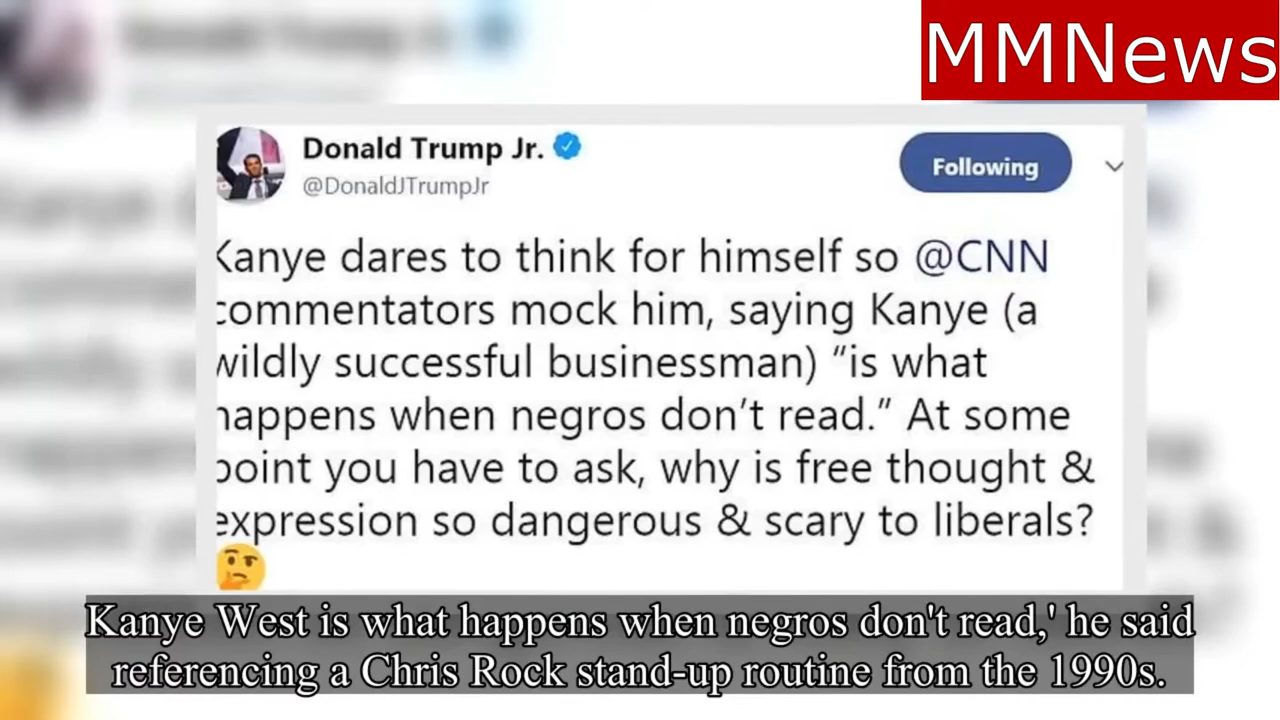 MMNews
Donald Trump Jr.
@DonaldJTrumpJr
Following
Kanye dares to think for himself so @CNN
commentators mock him, saying Kanye (a
wildly successful businessman) “is what
happens when negros don’t read.” At some
point you have to ask, why is free thought &
expression so dangerous & scary to liberals?
Kanye West is what happens when negros don't read,' he said
referencing a Chris Rock stand-up routine from the 1990s.